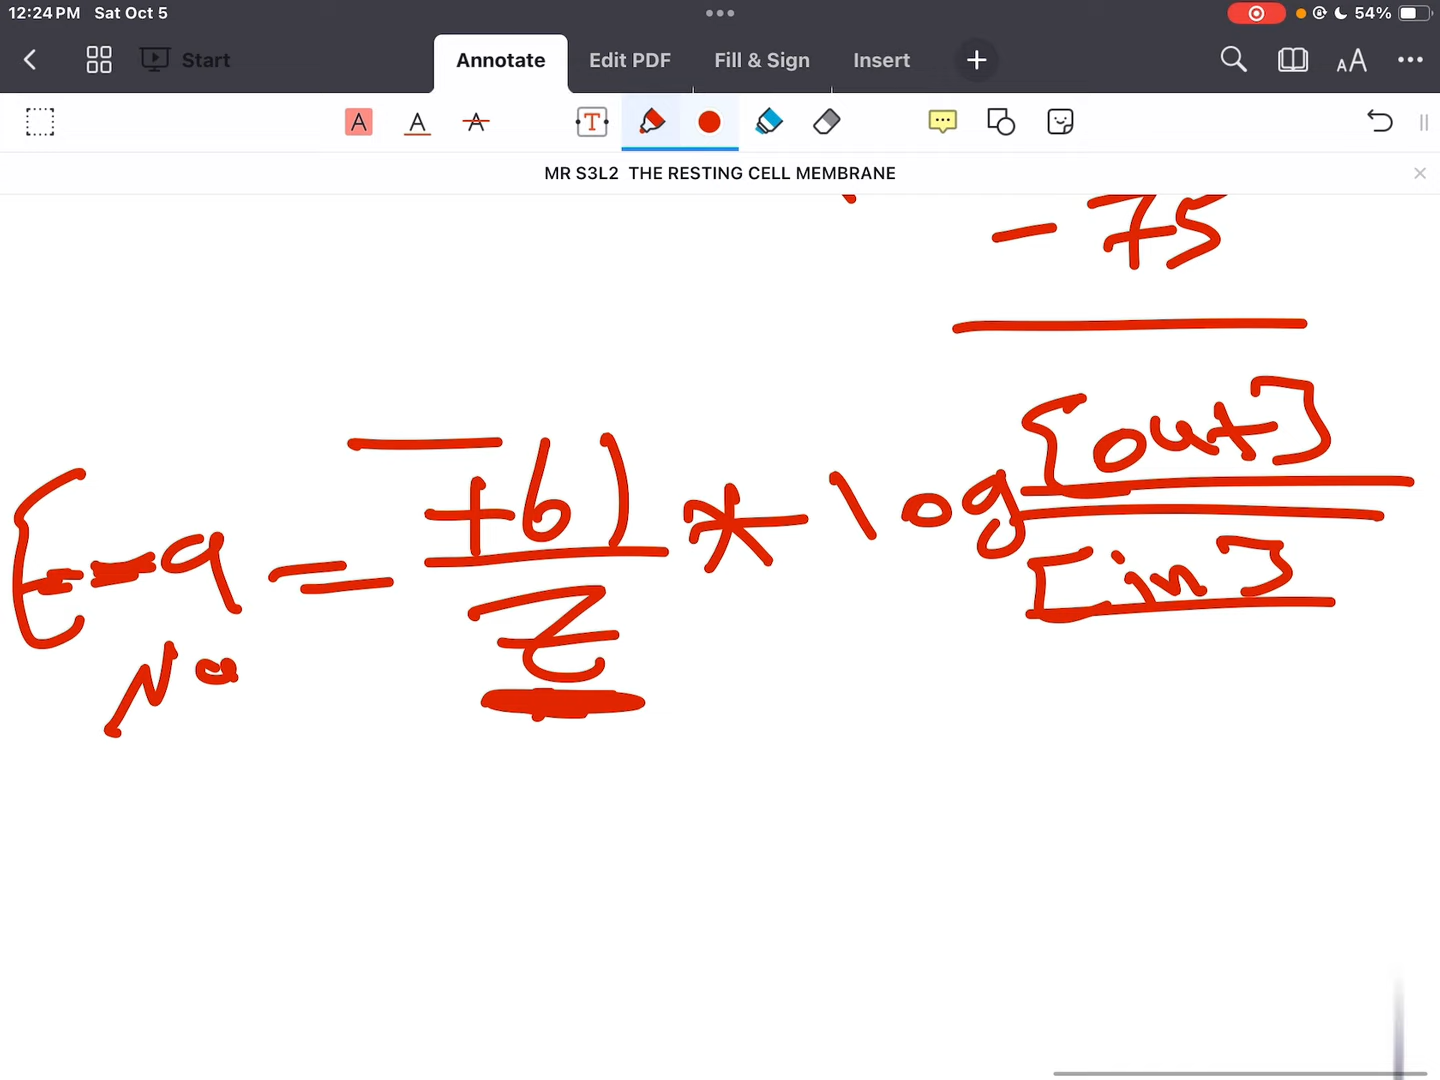 12:24 PM Sat Oct 5
54%
Start
Annotate
Edit PDF
Fill & Sign
Insert
AA
A A A T
MR S3L2 THE RESTING CELL MEMBRANE
- 75
Eq = +61 * log [out]
Na
Z
[in]